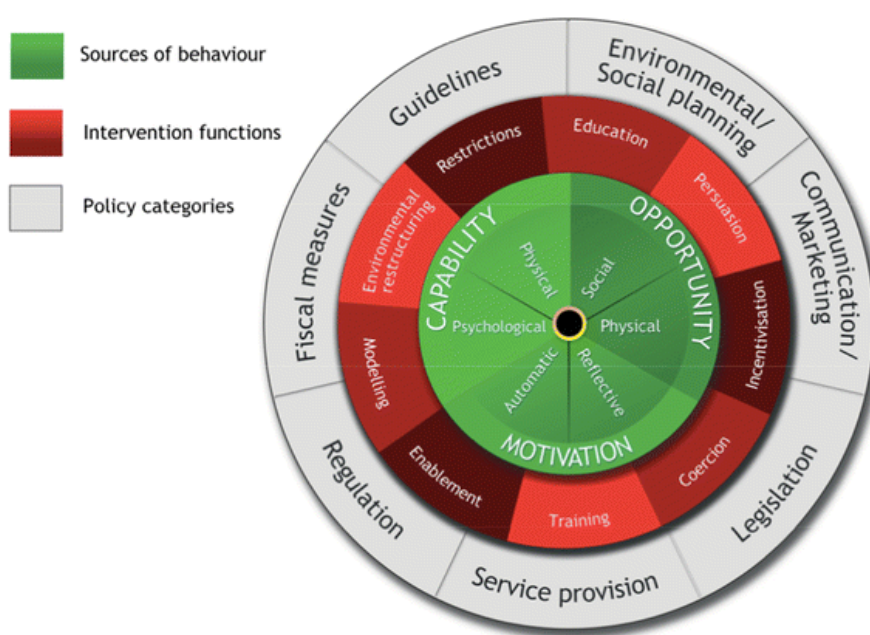 Sources of behaviour
Intervention functions
Policy categories
Guidelines
Environmental/
Social planning
Communication/
Marketing
Legislation
Service provision
Regulation
Fiscal measures
Restrictions
Education
Persuasion
Incentivisation
Coercion
Training
Enablement
Modelling
Environmental
restructuring
CAPABILITY
OPPORTUNITY
MOTIVATION
Physical
Social
Psychological
Physical
Automatic
Reflective